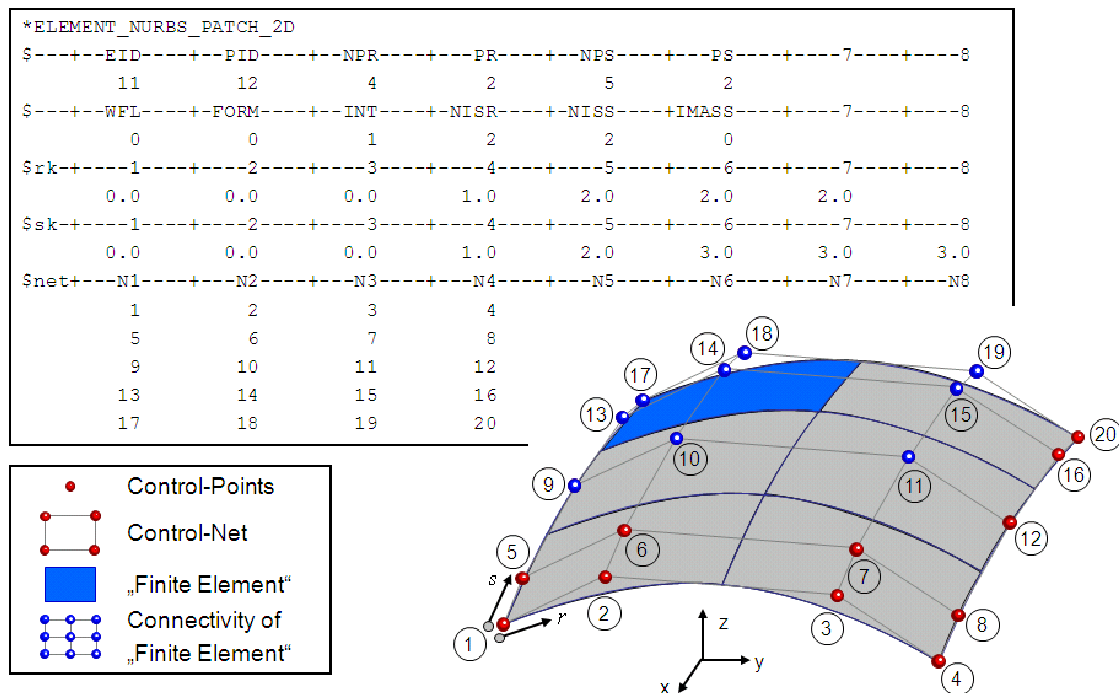 *ELEMENT_NURBS_PATCH_2D
$---+--EID----+--PID----+--NPR----+---PR----+--NPS----+---PS----+----7----+----8
11 12 4 2 5 2
$---+--WFL----+-FORM----+--INT----+-NISR----+-NISS----+IMASS----+----7----+----8
0 0 1 2 2 0
$rk-+----1----+----2----+----3----+----4----+----5----+----6----+----7----+----8
0.0 0.0 0.0 1.0 2.0 2.0 2.0
$sk-+----1----+----2----+----3----+----4----+----5----+----6----+----7----+----8
0.0 0.0 0.0 1.0 2.0 3.0 3.0 3.0
$net+---N1----+---N2----+---N3----+---N4----+---N5----+---N6----+---N7----+---N8
1 2 3 4
5 6 7 8
9 10 11 12
13 14 15 16
17 18 19 20
Control-Points
Control-Net
„Finite Element“
Connectivity of
„Finite Element“
18
14
19
17
13
15
20
10
16
9
11
12
5
6
7
s
r
1
2
3
8
4
z
y
x